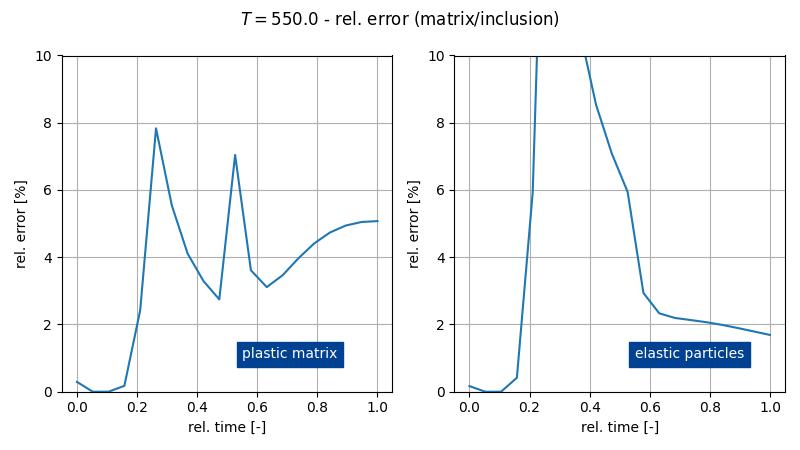 T = 550.0 - rel. error (matrix/inclusion)
rel. error [%]
10
8
6
4
2
0
plastic matrix
0.0 0.2 0.4 0.6 0.8 1.0
rel. time [-]
rel. error [%]
10
8
6
4
2
0
elastic particles
0.0 0.2 0.4 0.6 0.8 1.0
rel. time [-]